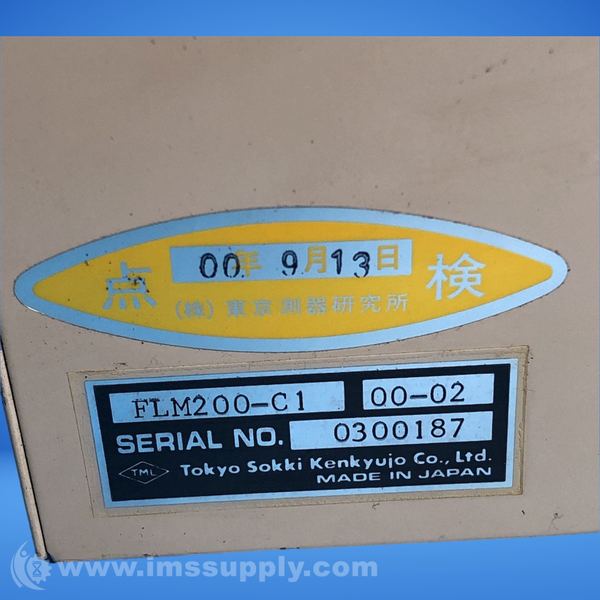 点 00年 9月13日 検
(株) 東京測器研究所
FLM200-C1 00-02
SERIAL NO. 0300187
TML Tokyo Sokki Kenkyujo Co., Ltd.
MADE IN JAPAN
www.imssupply.com